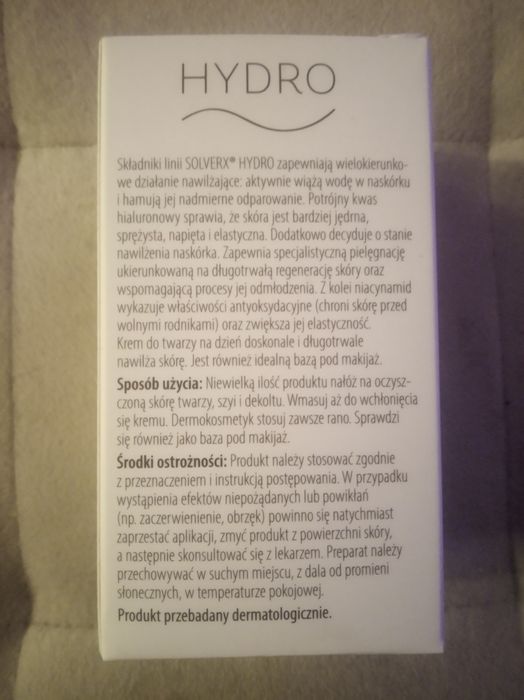 HYDRO
Składniki linii SOLVERX® HYDRO zapewniają wielokierunko-
we działanie nawilżające: aktywnie wiążą wodę w naskórku
i hamują jej nadmierne odparowanie. Potrójny kwas
hialuronowy sprawia, że skóra jest bardziej jędrna,
sprężysta, napięta i elastyczna. Dodatkowo decyduje o stanie
nawilżenia naskórka. Zapewnia specjalistyczną pielęgnację
ukierunkowaną na długotrwałą regenerację skóry oraz
wspomagającą procesy jej odmłodzenia. Z kolei niacynamid
wykazuje właściwości antyoksydacyjne (chroni skórę przed
wolnymi rodnikami) oraz zwiększa jej elastyczność.
Krem do twarzy na dzień doskonale i długotrwale
nawilża skórę. Jest również idealną bazą pod makijaż.
Sposób użycia: Niewielką ilość produktu nałóż na oczysz-
czoną skórę twarzy, szyi i dekoltu. Wmasuj aż do wchłonięcia
się kremu. Dermokosmetyk stosuj zawsze rano. Sprawdzi
się również jako baza pod makijaż.
Środki ostrożności: Produkt należy stosować zgodnie
z przeznaczeniem i instrukcją postępowania. W przypadku
wystąpienia efektów niepożądanych lub powikłań
(np. zaczerwienienie, obrzęk) powinno się natychmiast
zaprzestać aplikacji, zmyć produkt z powierzchni skóry,
a następnie skonsultować się z lekarzem. Preparat należy
przechowywać w suchym miejscu, z dala od promieni
słonecznych, w temperaturze pokojowej.
Produkt przebadany dermatologicznie.